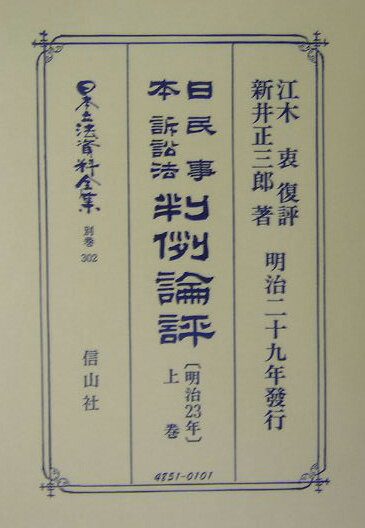 江木 衷 復評
新井正三郎 著
明治二十九年發行
日本
民事
訴訟法
判例論評
〔明治23年〕
上巻
日本立法資料全集
別巻
302
信山社
4851-0101